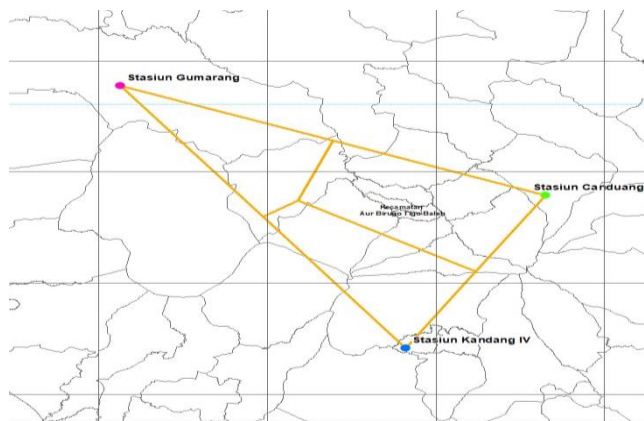 Stasiun Gumarang
Stasiun Canduang
Kecamatan
Aur Birugo Tigo Baleh
Stasiun Kandang IV